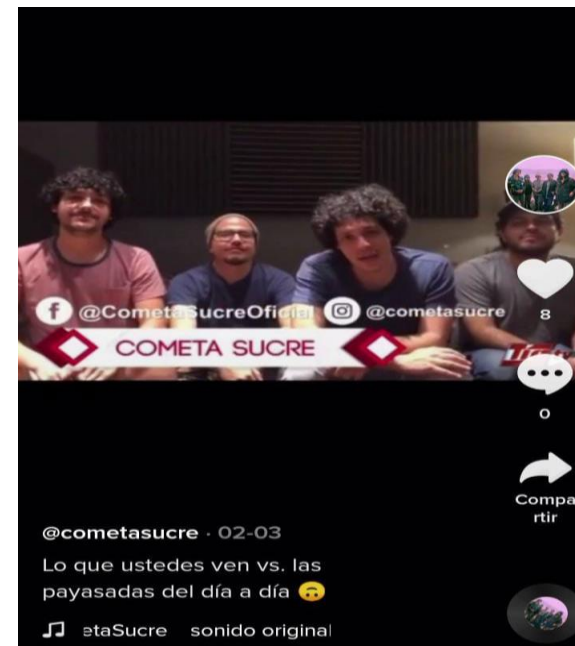 @CometaSucreOficial @cometasucre
COMETA SUCRE
8
0
Compa
rtir
@cometasucre · 02-03
Lo que ustedes ven vs. las
payasadas del día a día 🙃
etaSucre sonido original